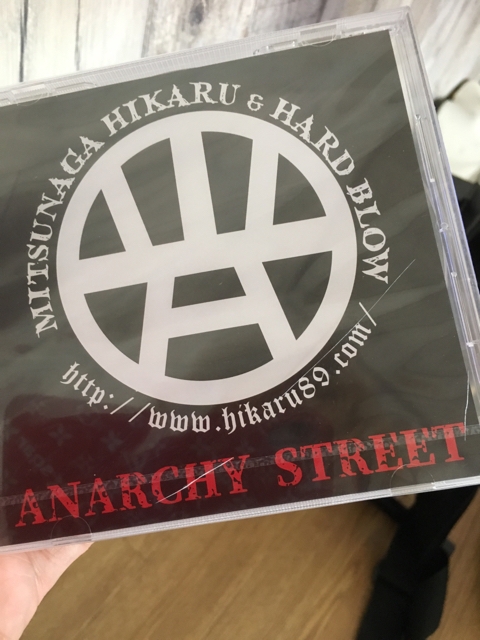 MITSUNAGA HIKARU & HARD BLOW
http://www.hikaru89.com/
ANARCHY STREET